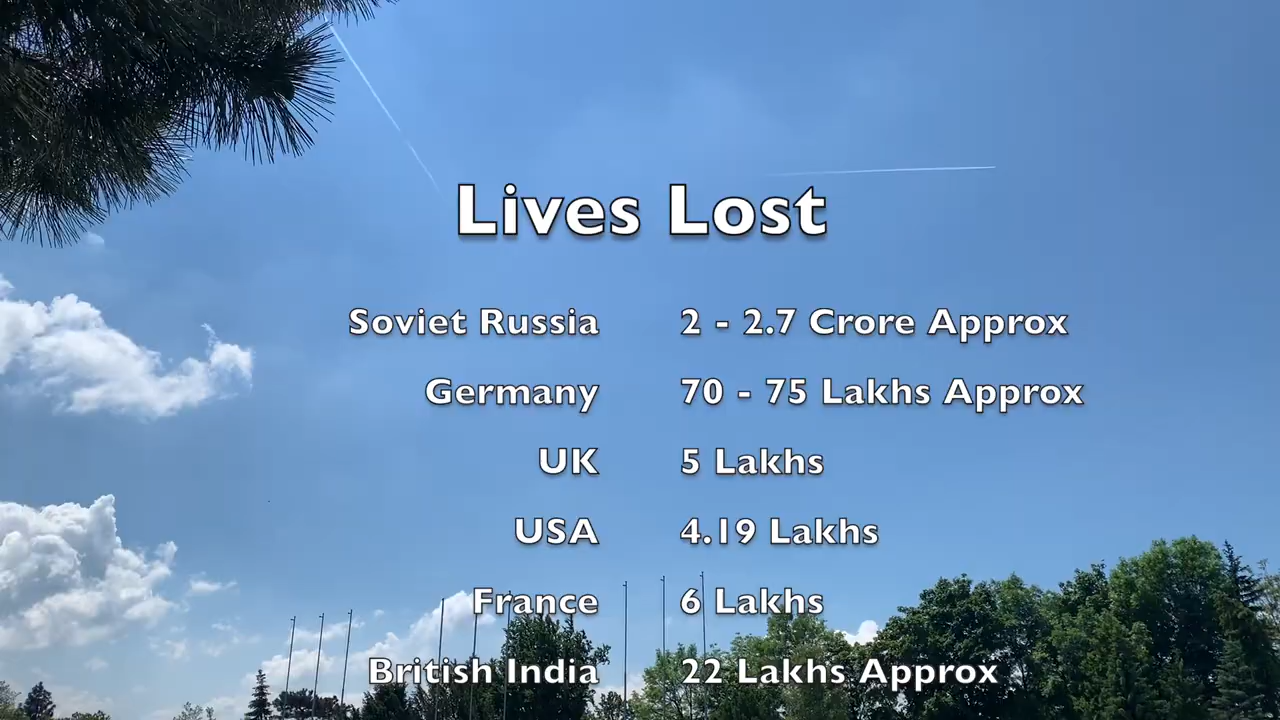 Lives Lost
Soviet Russia 2 - 2.7 Crore Approx
Germany 70 - 75 Lakhs Approx
UK 5 Lakhs
USA 4.19 Lakhs
France 6 Lakhs
British India 22 Lakhs Approx